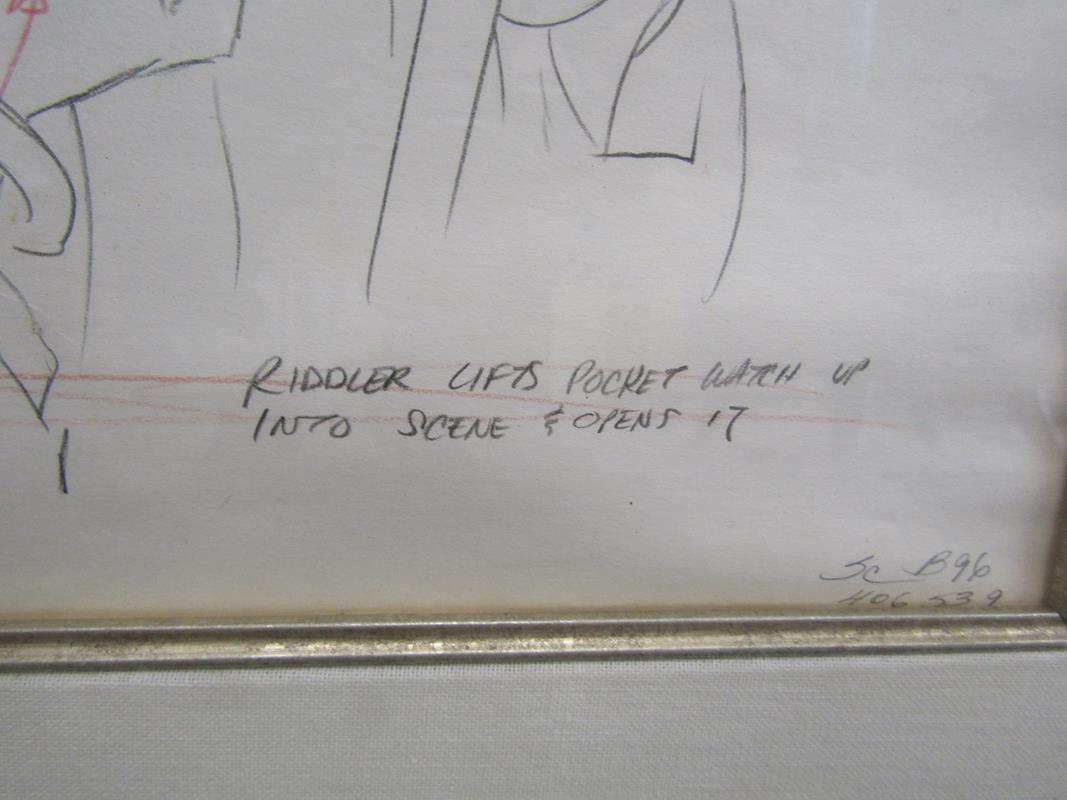 RIDDLER LIFTS POCKET WATCH UP
INTO SCENE & OPENS IT
Sc B96
406 539